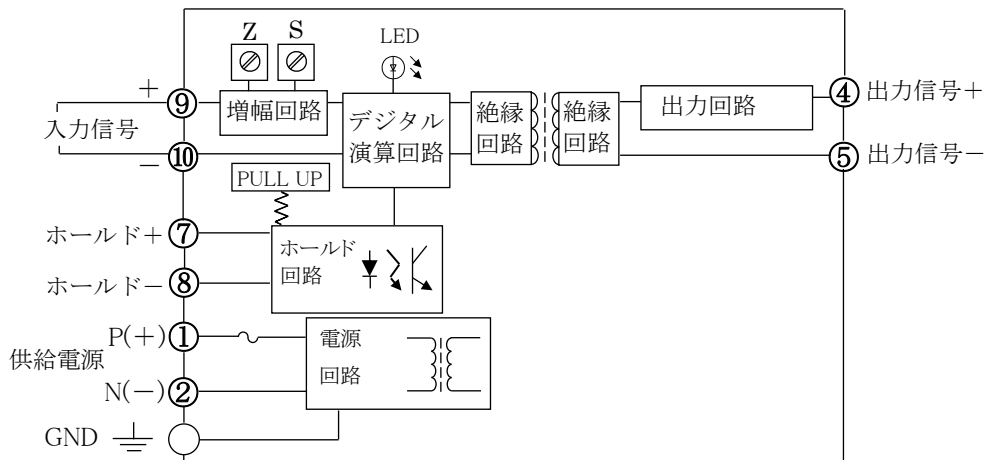 Z S
LED
+
⑨
増幅回路
デジタル
演算回路
絶縁
回路
絶縁
回路
出力回路
④
出力信号+
入力信号
−
⑩
⑤
出力信号−
PULL UP
ホールド+
⑦
ホールド
回路
ホールド−
⑧
P(+)
①
電源
回路
供給電源
N(−)
②
GND